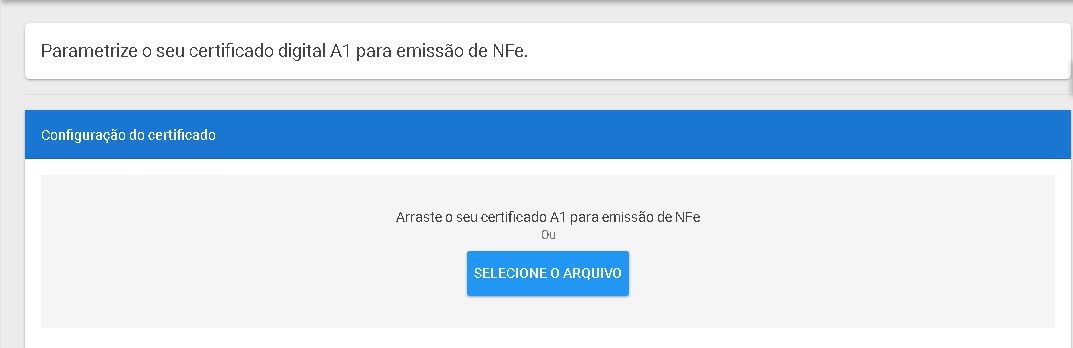 Parametrize o seu certificado digital A1 para emissão de NFe.
Configuração do certificado
Arraste o seu certificado A1 para emissão de NFe
Ou
SELECIONE O ARQUIVO